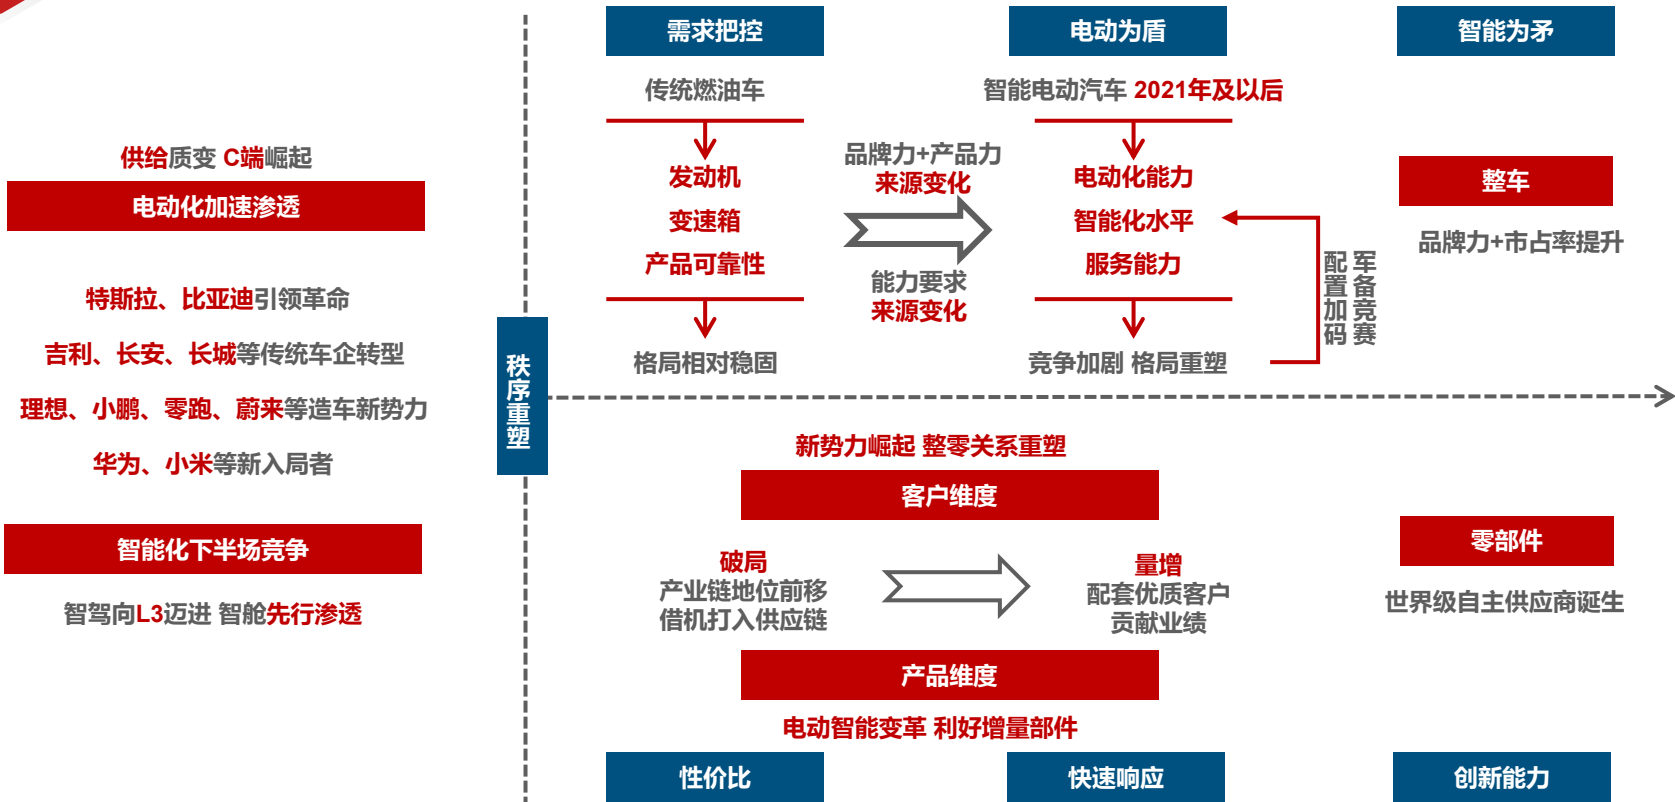 供给质变 C端崛起
电动化加速渗透
特斯拉、比亚迪引领革命
吉利、长安、长城等传统车企转型
理想、小鹏、零跑、蔚来等造车新势力
华为、小米等新入局者
智能化下半场竞争
智驾向L3迈进 智舱先行渗透
秩序重塑
需求把控
电动为盾
智能为矛
传统燃油车
发动机
变速箱
产品可靠性
格局相对稳固
品牌力+产品力
来源变化
能力要求
来源变化
智能电动汽车 2021年及以后
电动化能力
智能化水平
服务能力
竞争加剧 格局重塑
军备竞赛
配置加码
整车
品牌力+市占率提升
新势力崛起 整零关系重塑
客户维度
破局
产业链地位前移
借机打入供应链
量增
配套优质客户
贡献业绩
产品维度
电动智能变革 利好增量部件
零部件
世界级自主供应商诞生
性价比
快速响应
创新能力